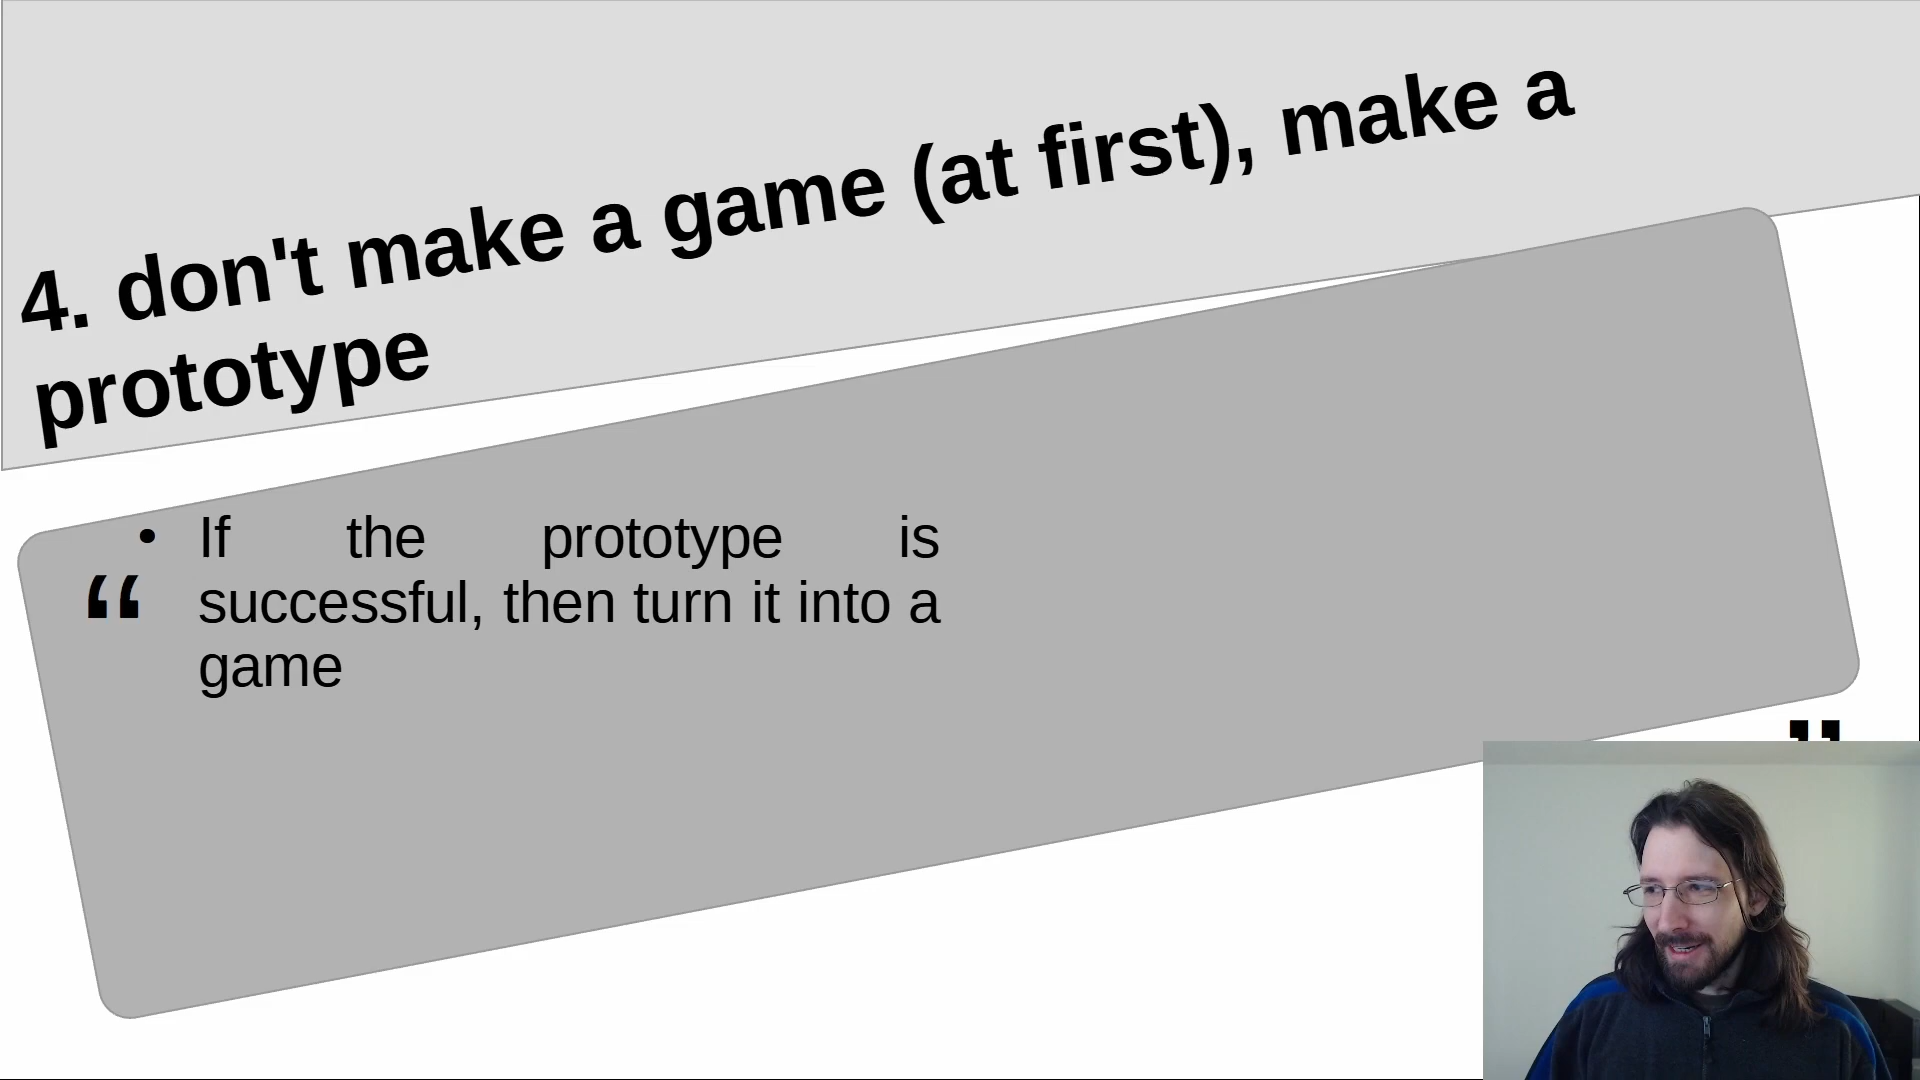 4. don't make a game (at first), make a
prototype
• If the prototype is
“ successful, then turn it into a
game
”